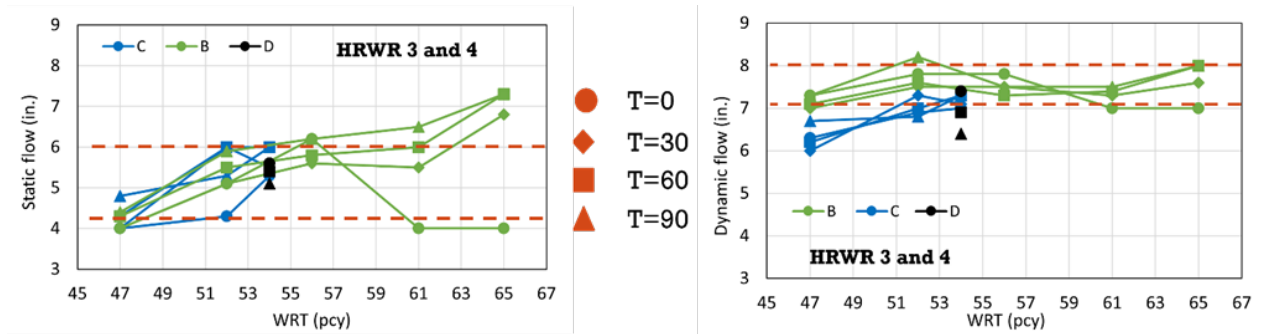 9
8
7
6
5
4
3
Static flow (in.)
C B D
HRWR 3 and 4
45 47 49 51 53 55 57 59 61 63 65 67
WRT (pcy)
T=0
T=30
T=60
T=90
9
8
7
6
5
4
3
Dynamic flow (in.)
B C D
HRWR 3 and 4
45 47 49 51 53 55 57 59 61 63 65 67
WRT (pcy)